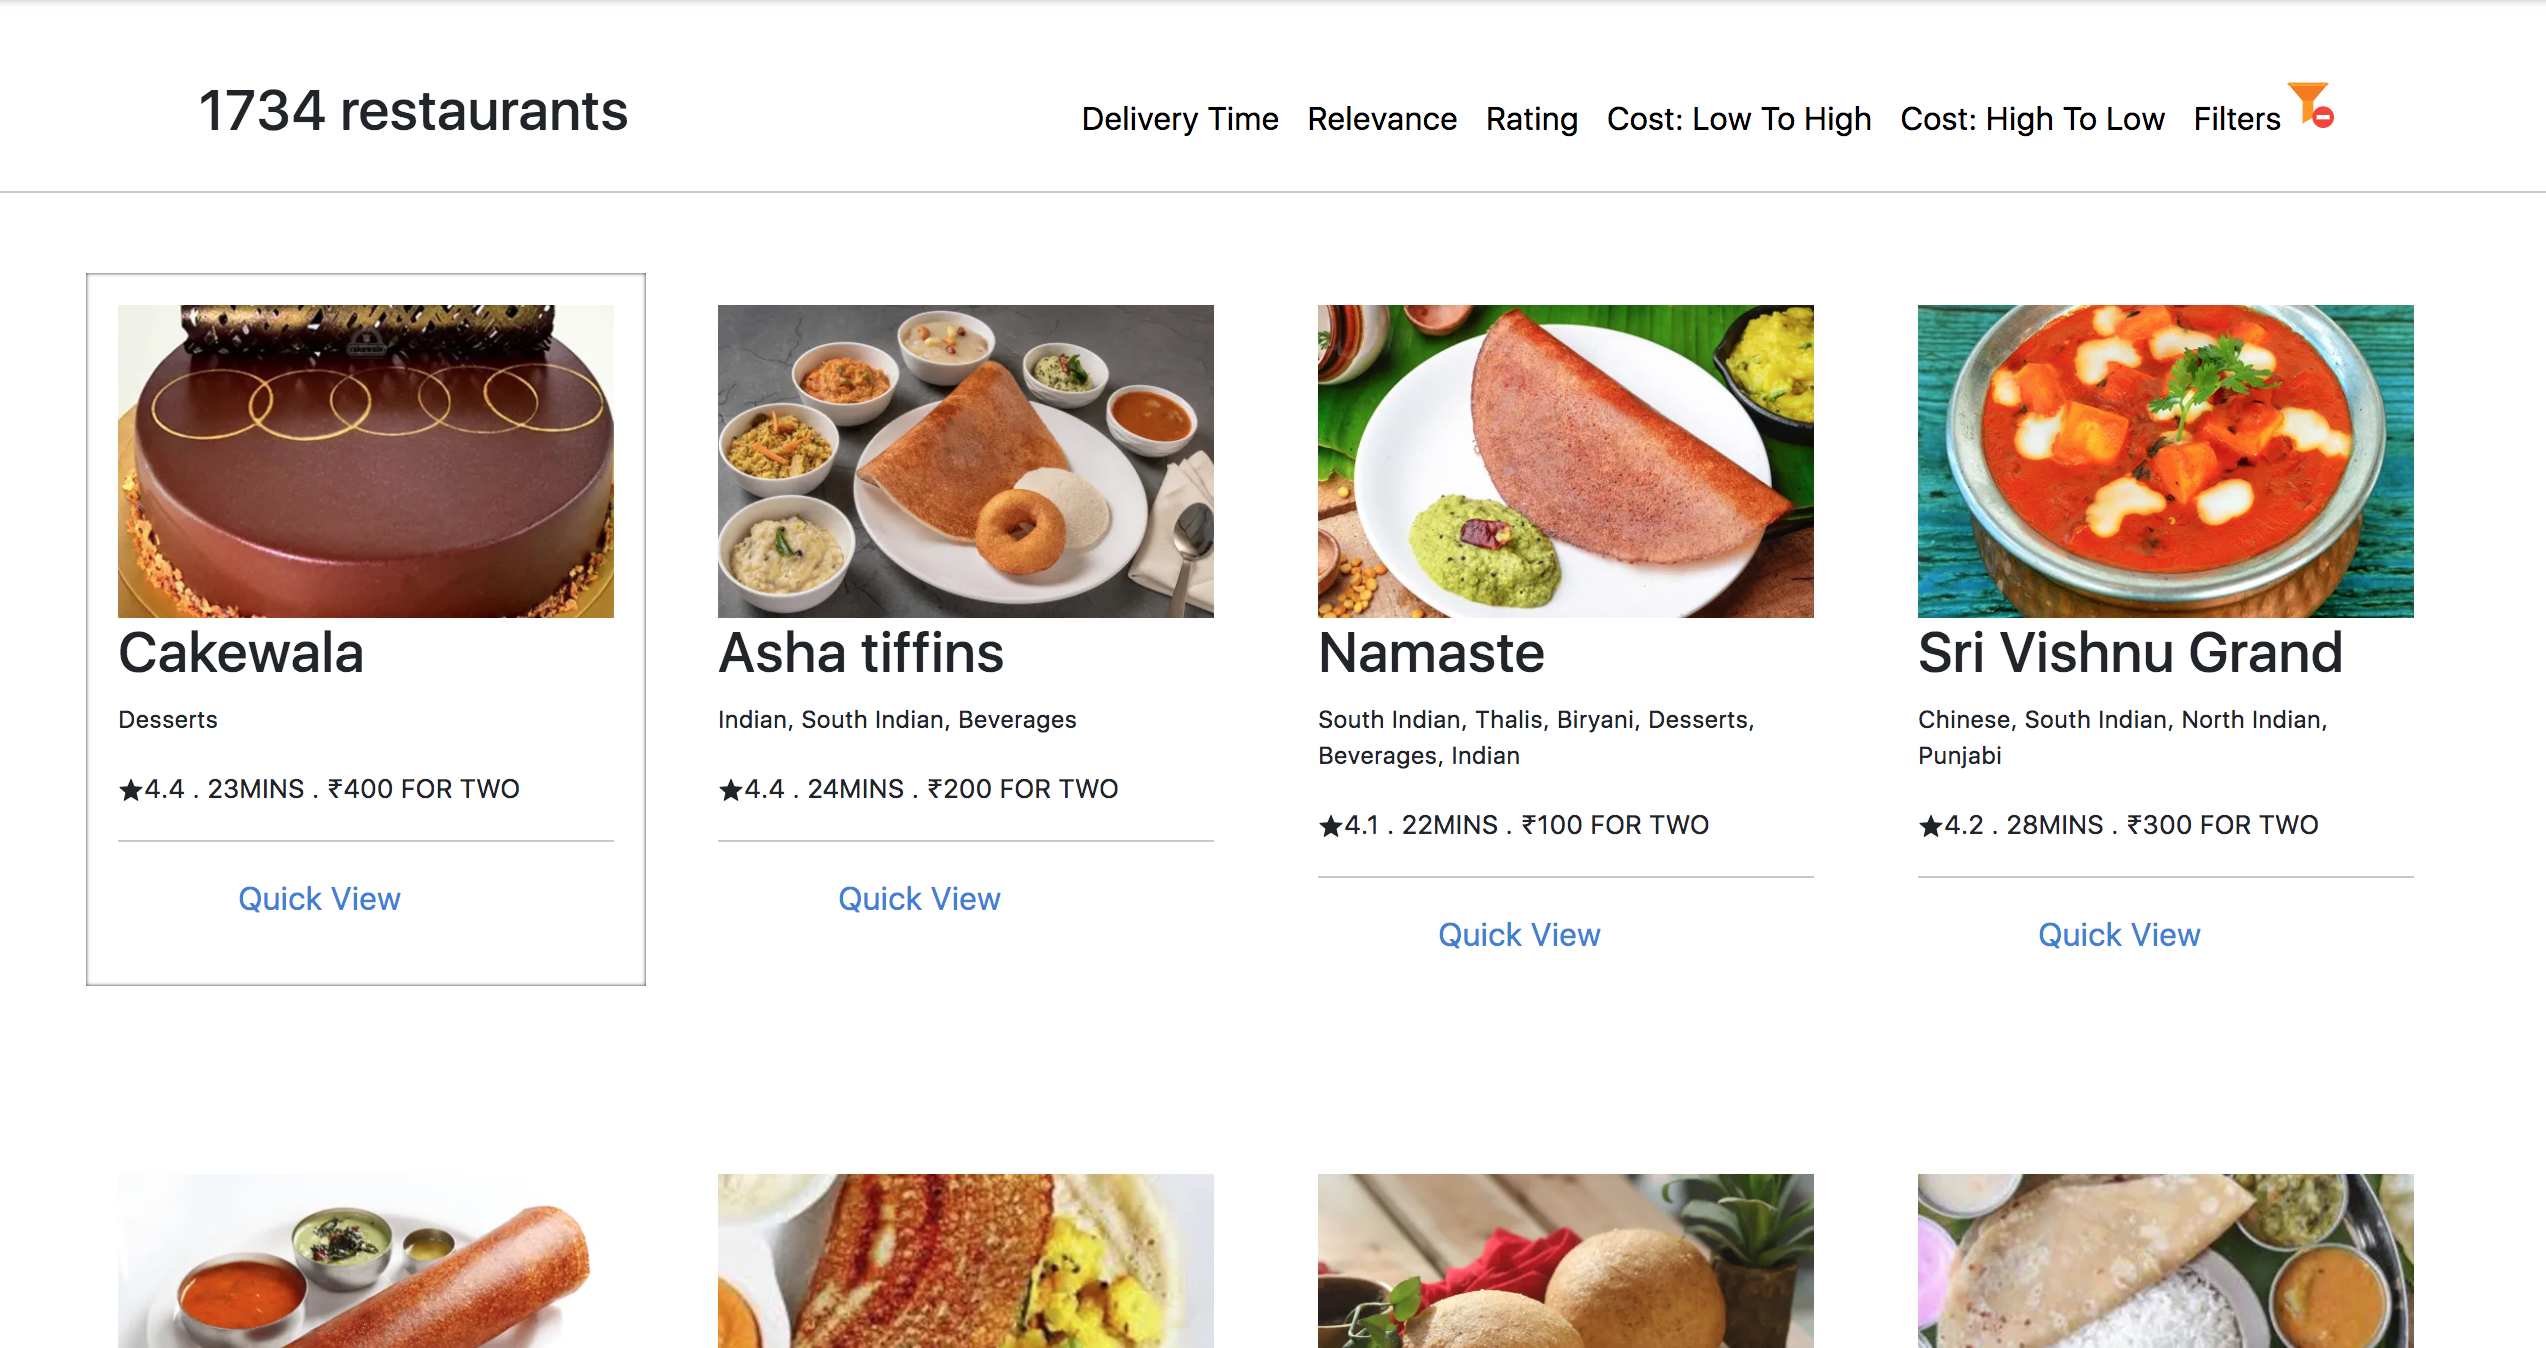 1734 restaurants
Delivery Time Relevance Rating Cost: Low To High Cost: High To Low Filters
Cakewala
Desserts
★4.4 . 23MINS . ₹400 FOR TWO
Quick View
Asha tiffins
Indian, South Indian, Beverages
★4.4 . 24MINS . ₹200 FOR TWO
Quick View
Namaste
South Indian, Thalis, Biryani, Desserts,
Beverages, Indian
★4.1 . 22MINS . ₹100 FOR TWO
Quick View
Sri Vishnu Grand
Chinese, South Indian, North Indian,
Punjabi
★4.2 . 28MINS . ₹300 FOR TWO
Quick View